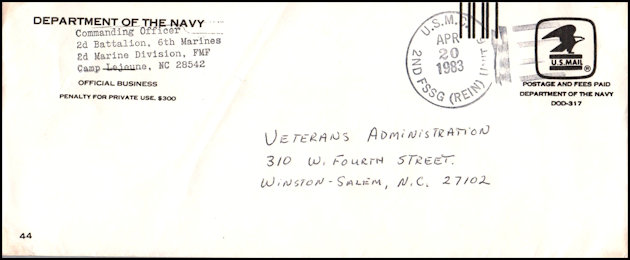 DEPARTMENT OF THE NAVY
Commanding Officer
2d Battalion, 6th Marines
2d Marine Division, FMF
Camp Lejeune, NC 28542
OFFICIAL BUSINESS
PENALTY FOR PRIVATE USE. $300
U.S.M.C.
APR
20
1983
2ND FSSG (REIN) Unit
U.S. MAIL
POSTAGE AND FEES PAID
DEPARTMENT OF THE NAVY
DOD-317
VETERANS ADMINISTRATION
310 W. FOURTH STREET.
WINSTON-SALEM, N.C. 27102
44